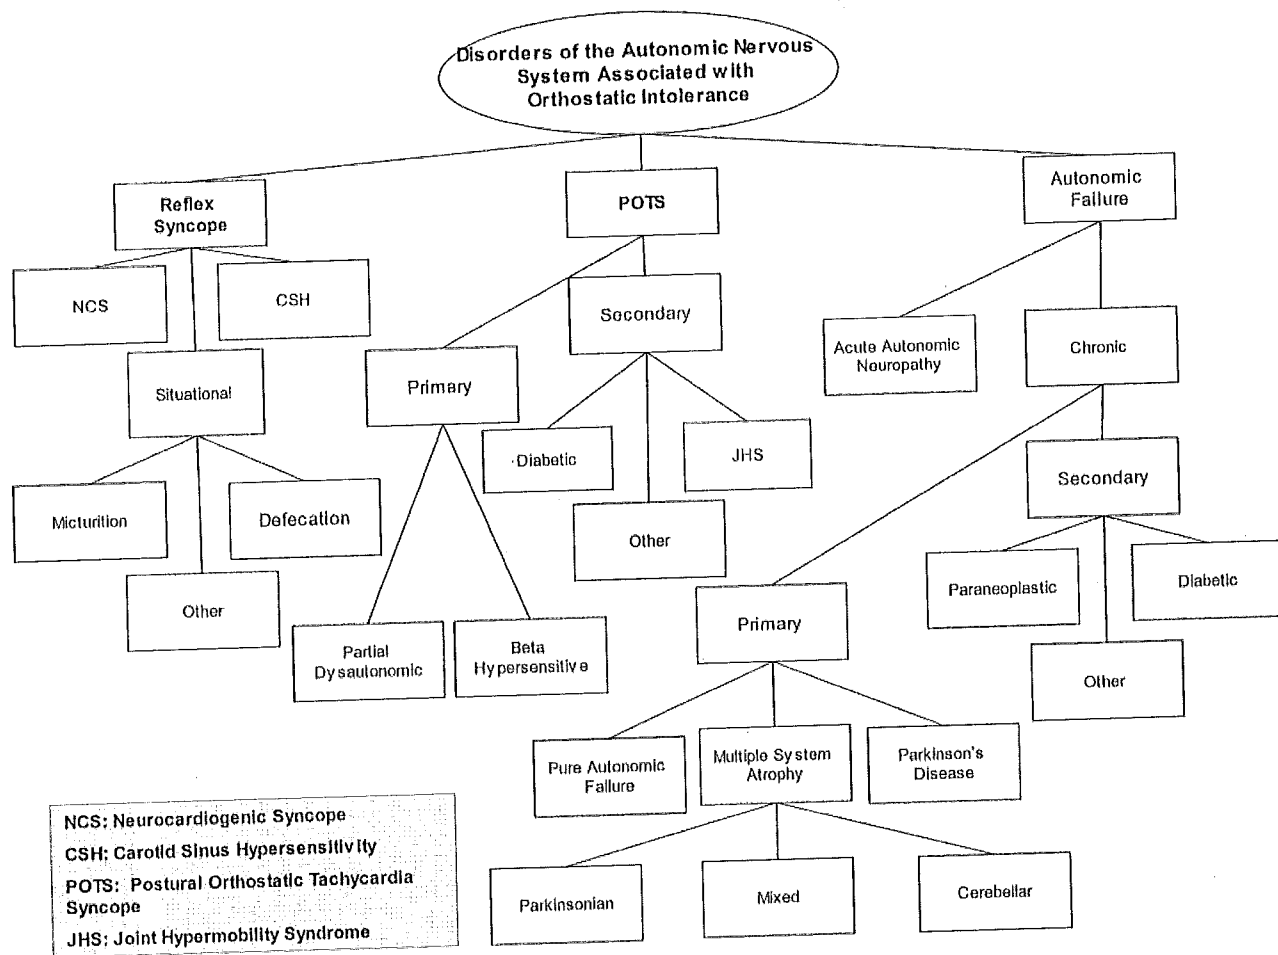 Disorders of the Autonomic Nervous
System Associated with
Orthostatic Intolerance
Reflex
Syncope
POTS
Autonomic
Failure
NCS
CSH
Situational
Micturition
Defecation
Other
Secondary
Primary
Diabetic
JHS
Other
Partial
Dysautonomic
Beta
Hypersensitive
Acute Autonomic
Neuropathy
Chronic
Secondary
Paraneoplastic
Diabetic
Other
Primary
Pure Autonomic
Failure
Multiple System
Atrophy
Parkinson's
Disease
Parkinsonian
Mixed
Cerebellar
NCS: Neurocardiogenic Syncope
CSH: Carotid Sinus Hypersensitivity
POTS: Postural Orthostatic Tachycardia
Syncope
JHS: Joint Hypermobility Syndrome